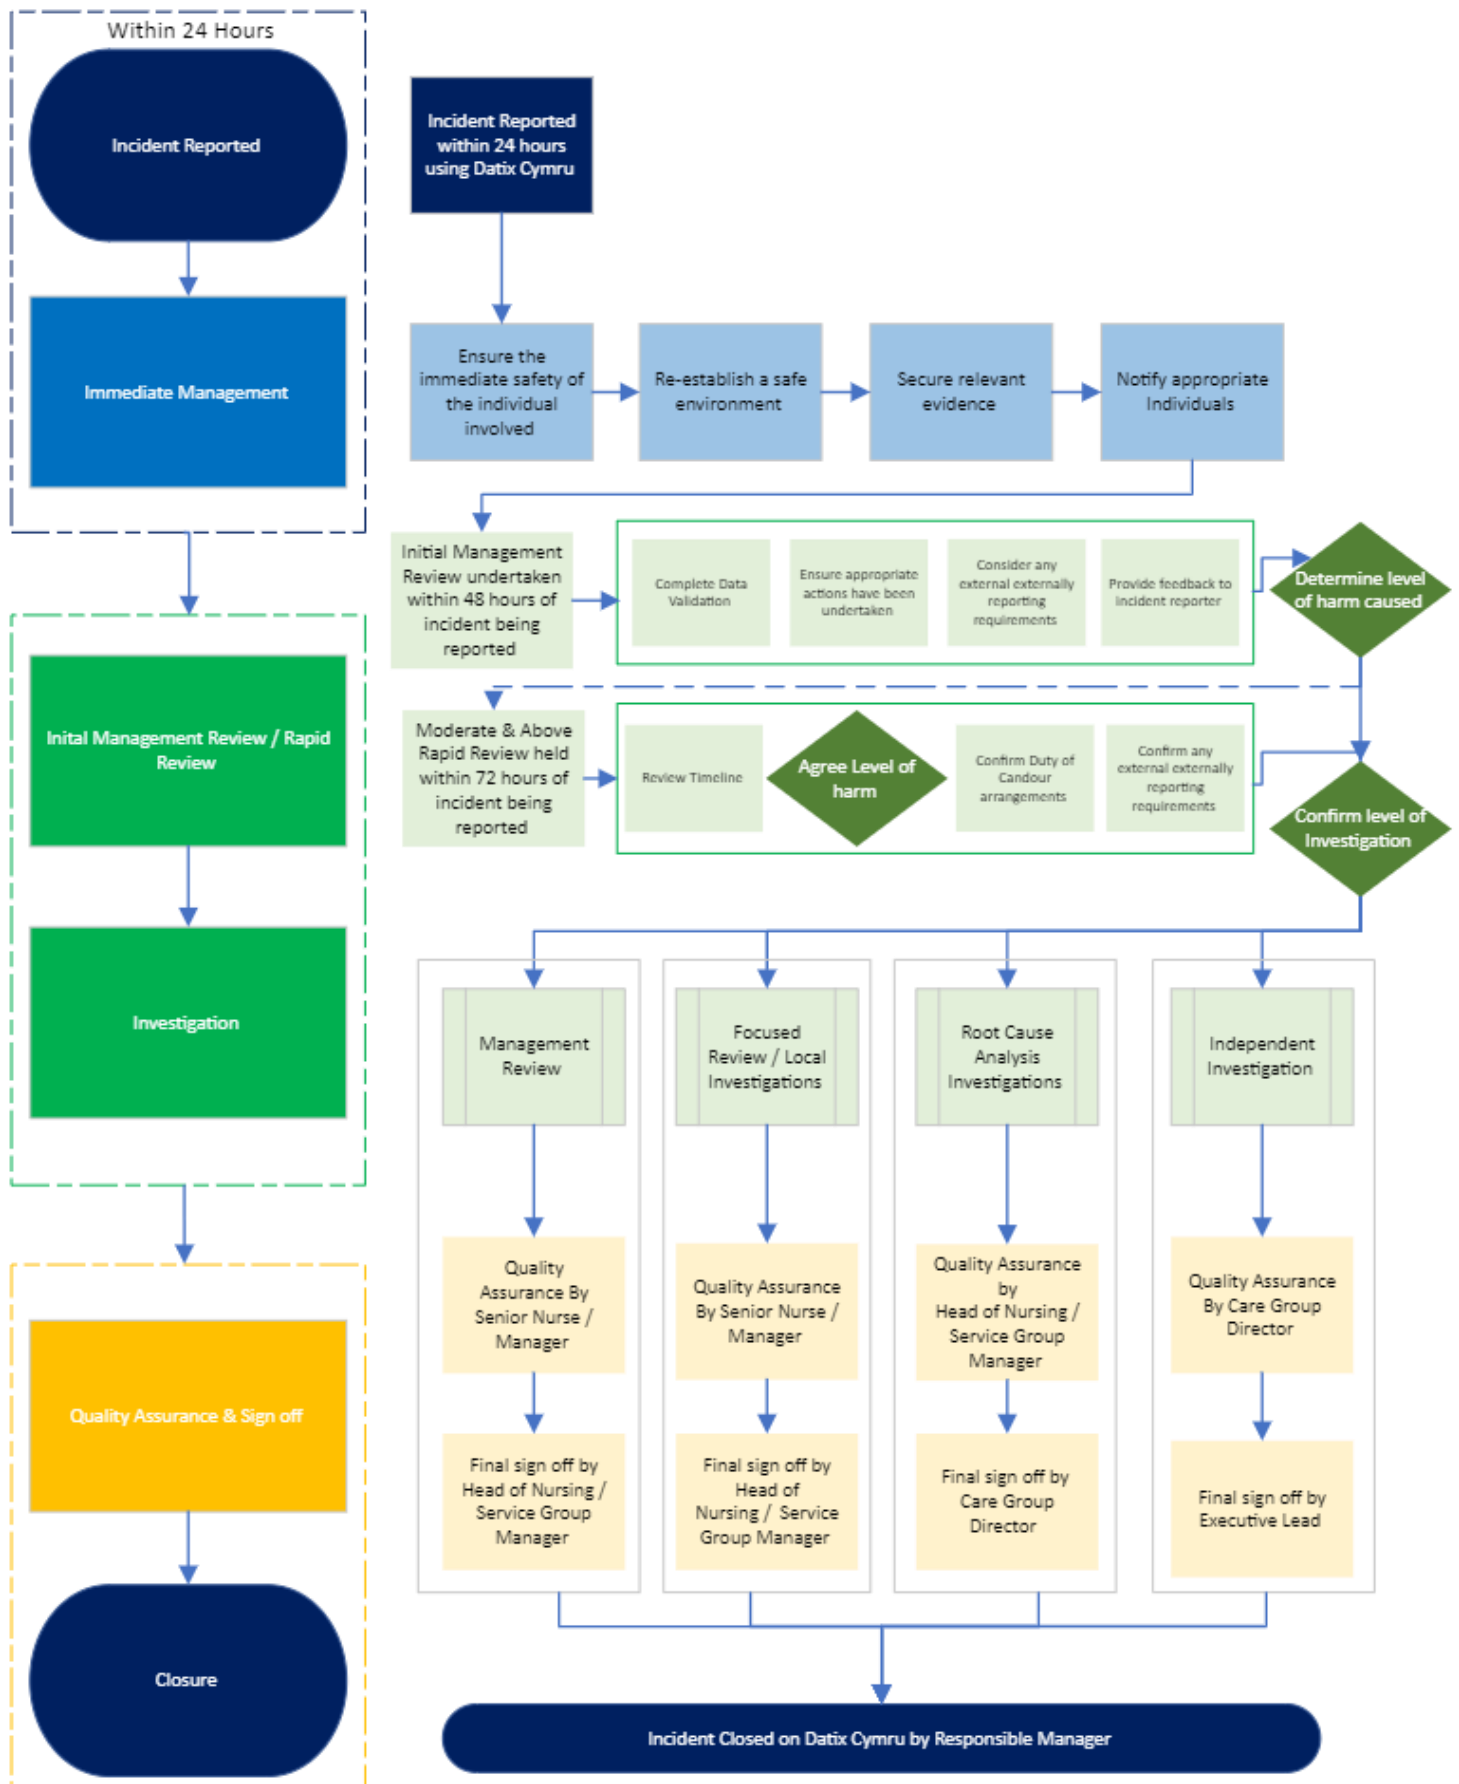 Within 24 Hours
Incident Reported
Immediate Management
Inital Management Review / Rapid
Review
Investigation
Quality Assurance & Sign off
Closure
Incident Reported
within 24 hours
using Datix Cymru
Ensure the
immediate safety of
the individual
involved
Re-establish a safe
environment
Secure relevant
evidence
Notify appropriate
Individuals
Initial Management
Review undertaken
within 48 hours of
incident being
reported
Complete Data
Validation
Ensure appropriate
actions have been
undertaken
Consider any
external externally
reporting
requirements
Provide feedback to
incident reporter
Determine level
of harm caused
Moderate & Above
Rapid Review held
within 72 hours of
incident being
reported
Review Timeline
Agree Level of
harm
Confirm Duty of
Candour
arrangements
Confirm any
external externally
reporting
requirements
Confirm level of
Investigation
Management
Review
Focused
Review / Local
Investigations
Root Cause
Analysis
Investigations
Independent
Investigation
Quality
Assurance By
Senior Nurse /
Manager
Quality Assurance
By Senior Nurse /
Manager
Quality Assurance
by
Head of Nursing /
Service Group
Manager
Quality Assurance
By Care Group
Director
Final sign off by
Head of Nursing /
Service Group
Manager
Final sign off by
Head of
Nursing / Service
Group Manager
Final sign off by
Care Group
Director
Final sign off by
Executive Lead
Incident Closed on Datix Cymru by Responsible Manager